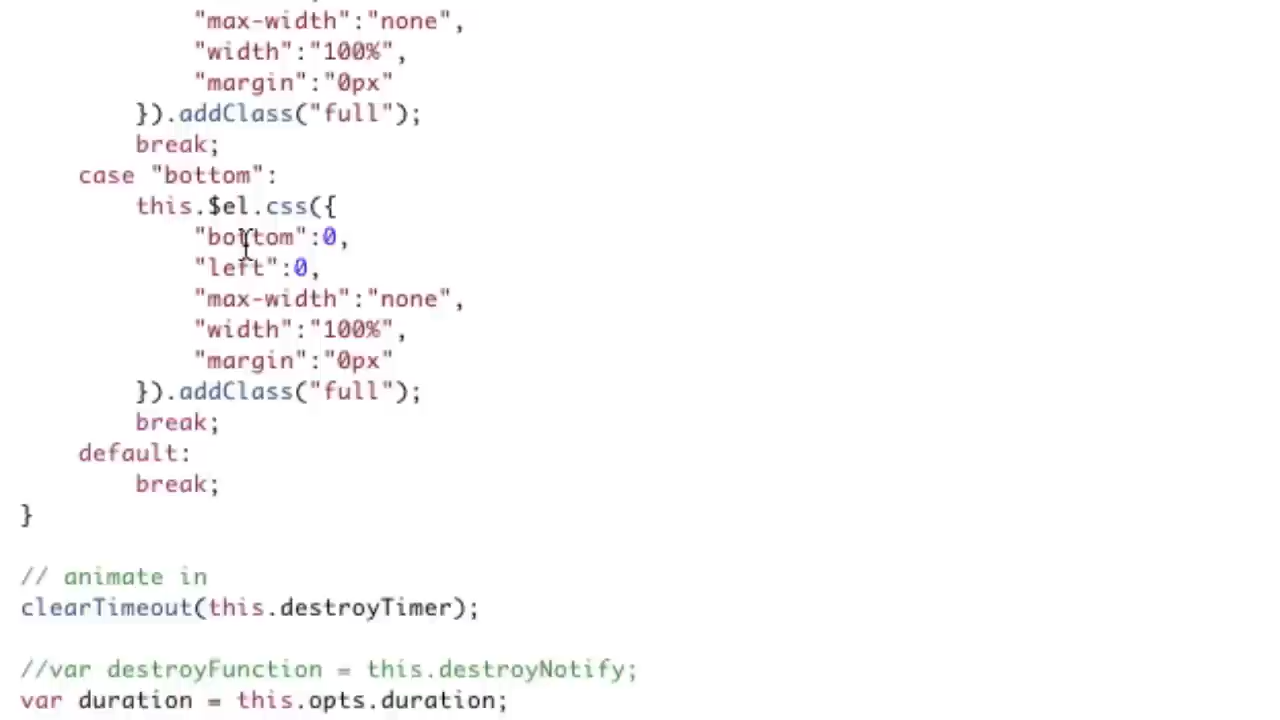 "max-width":"none",
"width":"100%",
"margin":"0px"
}).addClass("full");
break;
case "bottom":
this.$el.css({
"bottom":0,
"left":0,
"max-width":"none",
"width":"100%",
"margin":"0px"
}).addClass("full");
break;
default:
break;
}
// animate in
clearTimeout(this.destroyTimer);
//var destroyFunction = this.destroyNotify;
var duration = this.opts.duration;